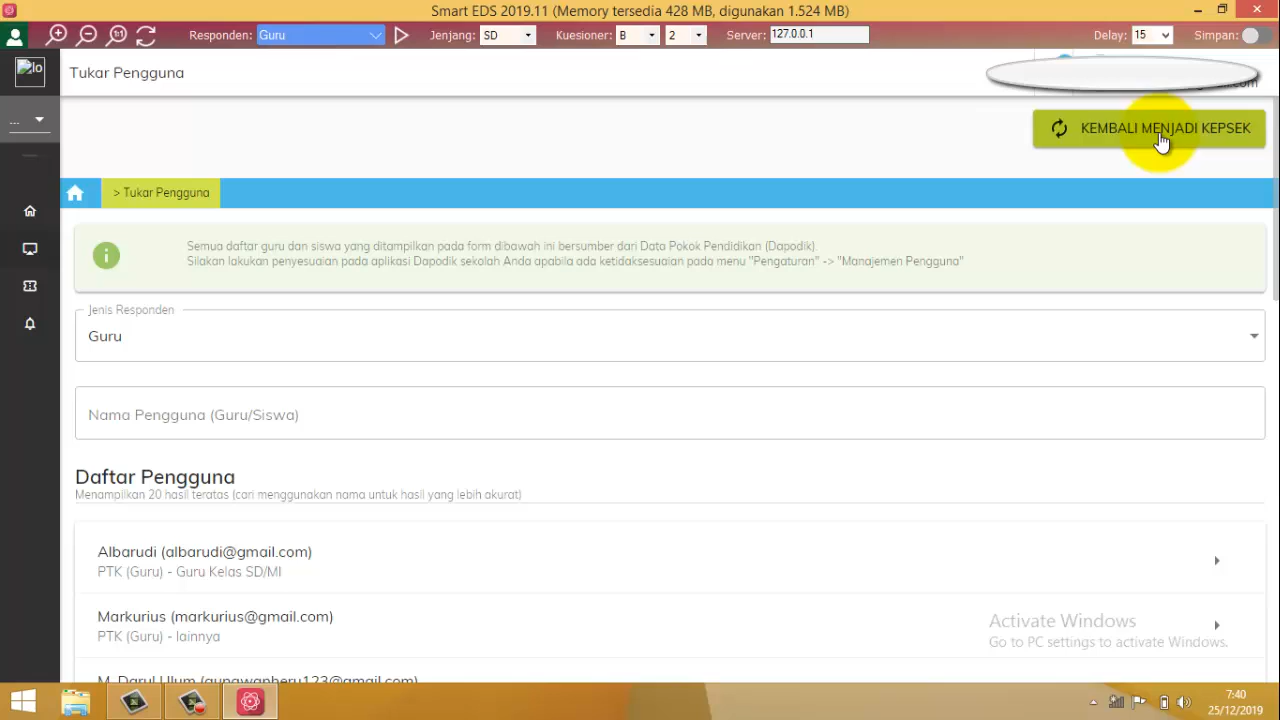 Smart EDS 2019.11 (Memory tersedia 428 MB, digunakan 1.524 MB)
Responden: Guru Jenjang: SD Kuesioner: B 2 Server: 127.0.0.1 Delay: 15 Simpan:
Tukar Pengguna
...
KEMBALI MENJADI KEPSEK
> Tukar Pengguna
Semua daftar guru dan siswa yang ditampilkan pada form dibawah ini bersumber dari Data Pokok Pendidikan (Dapodik).
Silakan lakukan penyesuaian pada aplikasi Dapodik sekolah Anda apabila ada ketidaksesuaian pada menu "Pengaturan" -> "Manajemen Pengguna"
Jenis Responden
Guru
Nama Pengguna (Guru/Siswa)
Daftar Pengguna
Menampilkan 20 hasil teratas (cari menggunakan nama untuk hasil yang lebih akurat)
Albarudi (albarudi@gmail.com)
PTK (Guru) - Guru Kelas SD/MI
Markurius (markurius@gmail.com)
PTK (Guru) - lainnya
Activate Windows
Go to PC settings to activate Windows.
M. Darul Ulum (gunawanheru123@gmail.com)
7:40
25/12/2019